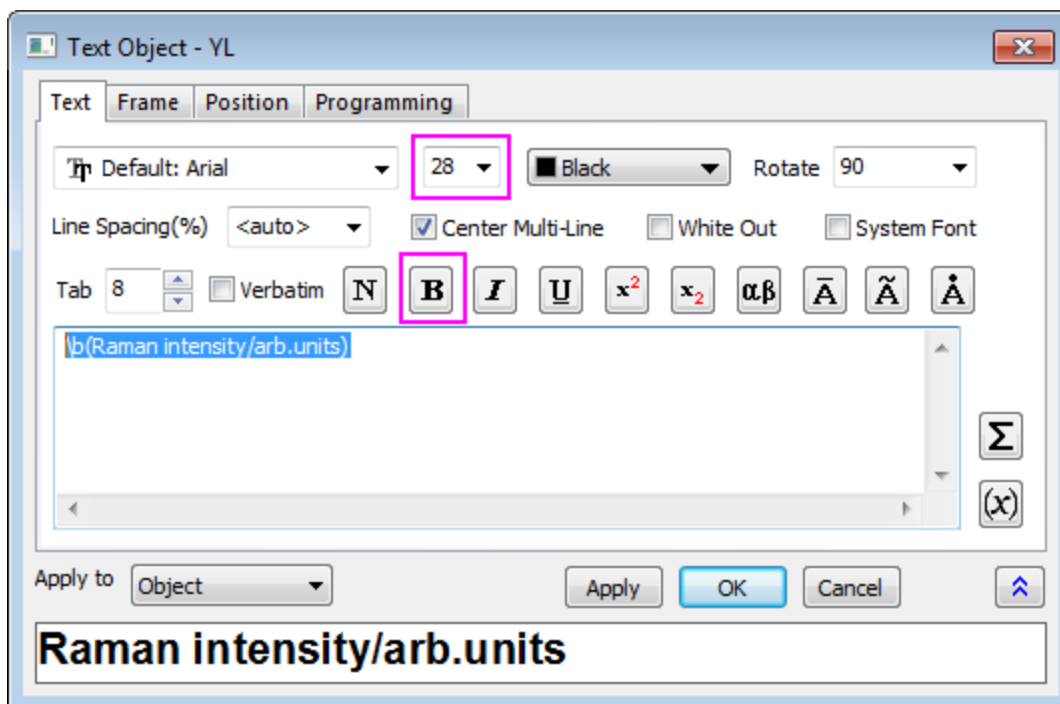 Text Object - YL
Text Frame Position Programming
Default: Arial 28 Black Rotate 90
Line Spacing(%) <auto> Center Multi-Line White Out System Font
Tab 8 Verbatim N B I U x² x₂ αβ Ā Ã Å
\b(Raman intensity/arb.units)
Σ
(x)
Apply to Object Apply OK Cancel
Raman intensity/arb.units